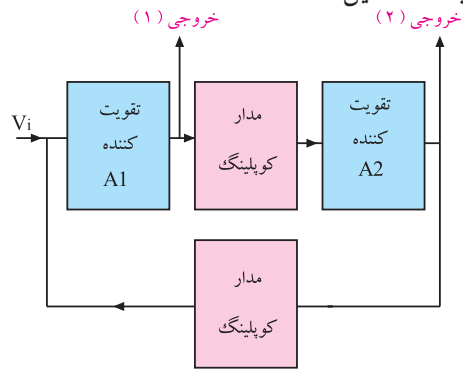 خروجی (۲)
خروجی (۱)
Vi
تقویت
کننده
A1
مدار
کوپلینگ
تقویت
کننده
A2
مدار
کوپلینگ